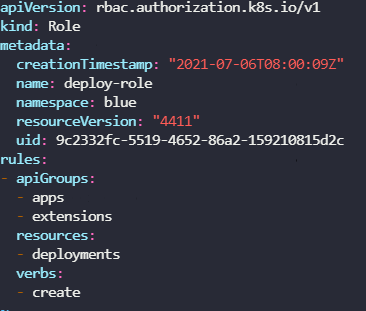 apiVersion: rbac.authorization.k8s.io/v1
kind: Role
metadata:
  creationTimestamp: "2021-07-06T08:00:09Z"
  name: deploy-role
  namespace: blue
  resourceVersion: "4411"
  uid: 9c2332fc-5519-4652-86a2-159210815d2c
rules:
- apiGroups:
  - apps
  - extensions
  resources:
  - deployments
  verbs:
  - create